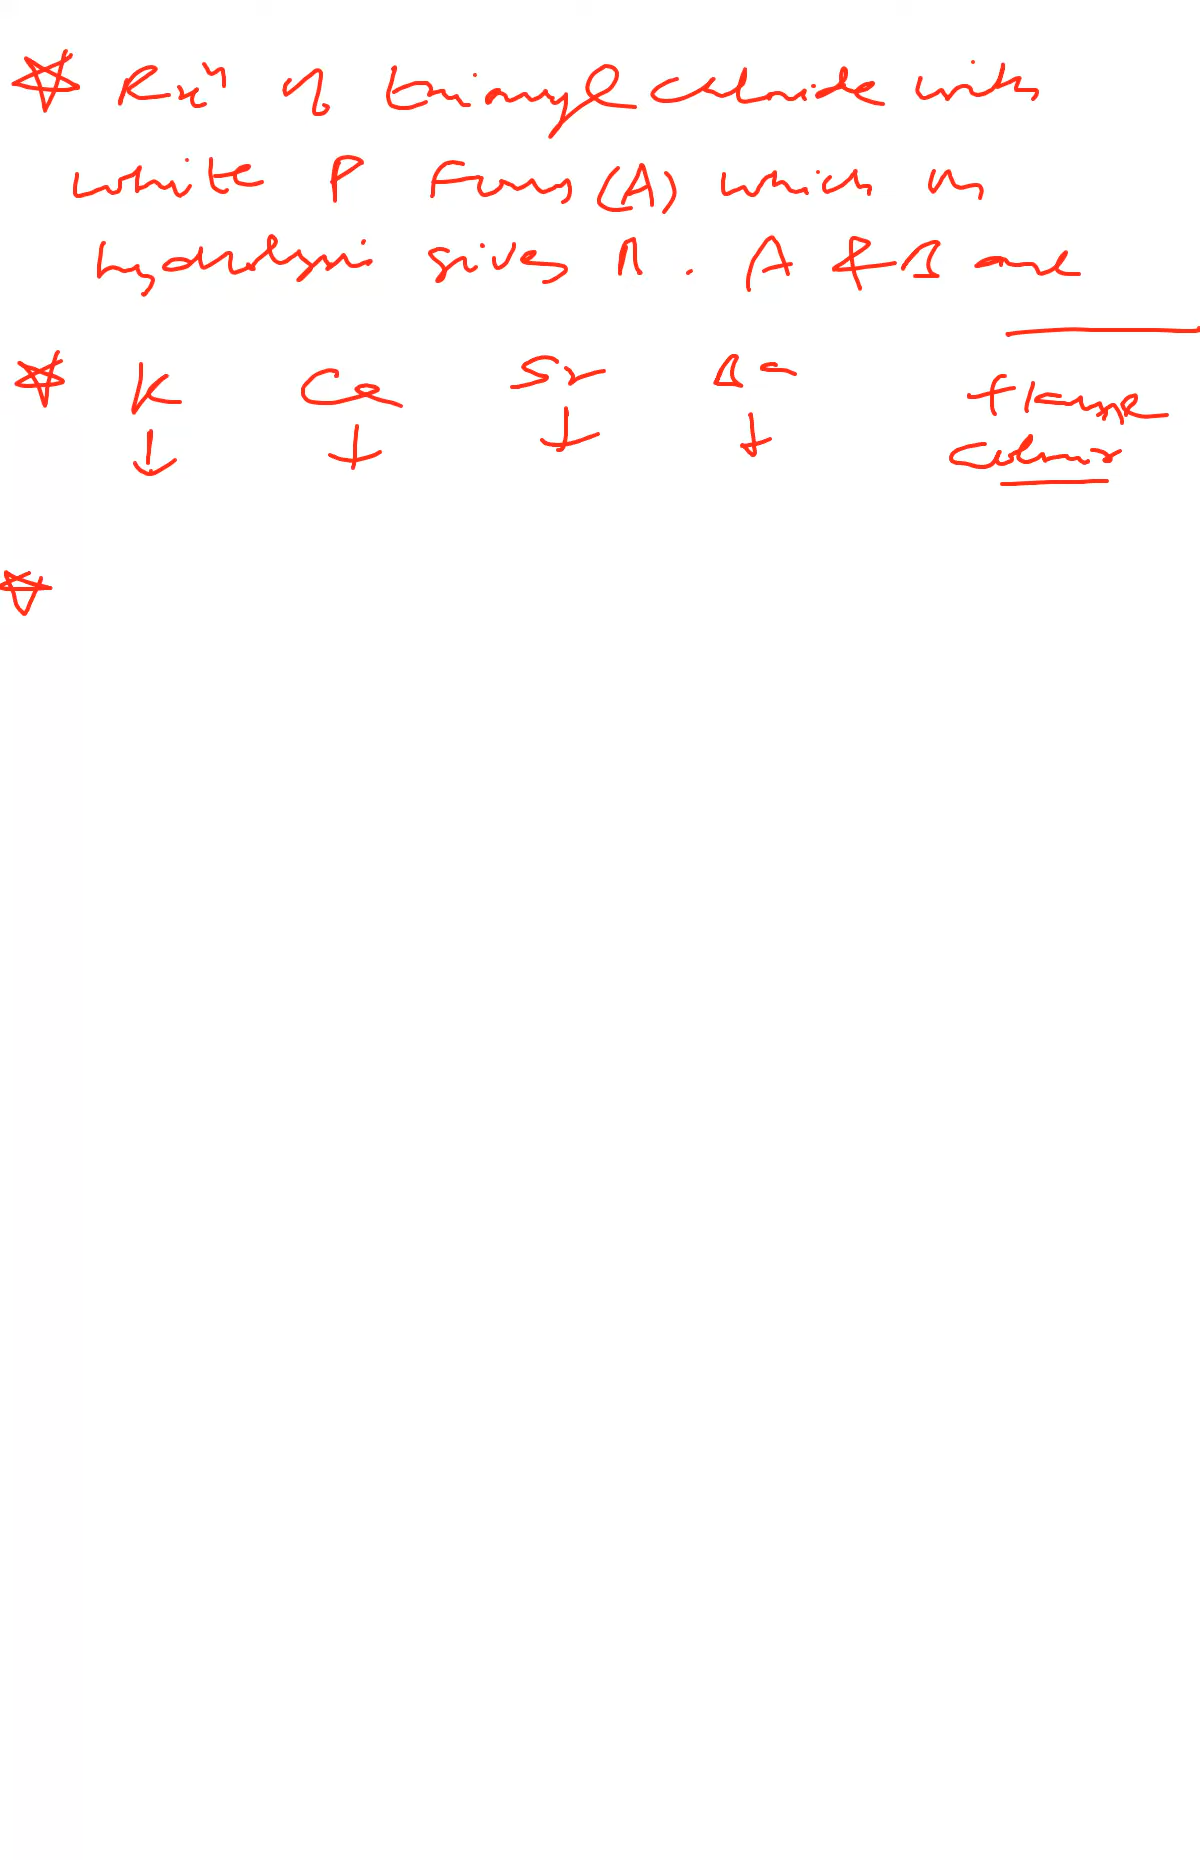 Rxⁿ of thionyl chloride with
white P forms (A) which on
hydrolysis gives B. A & B are
K Ca Sr Ba flame
colour